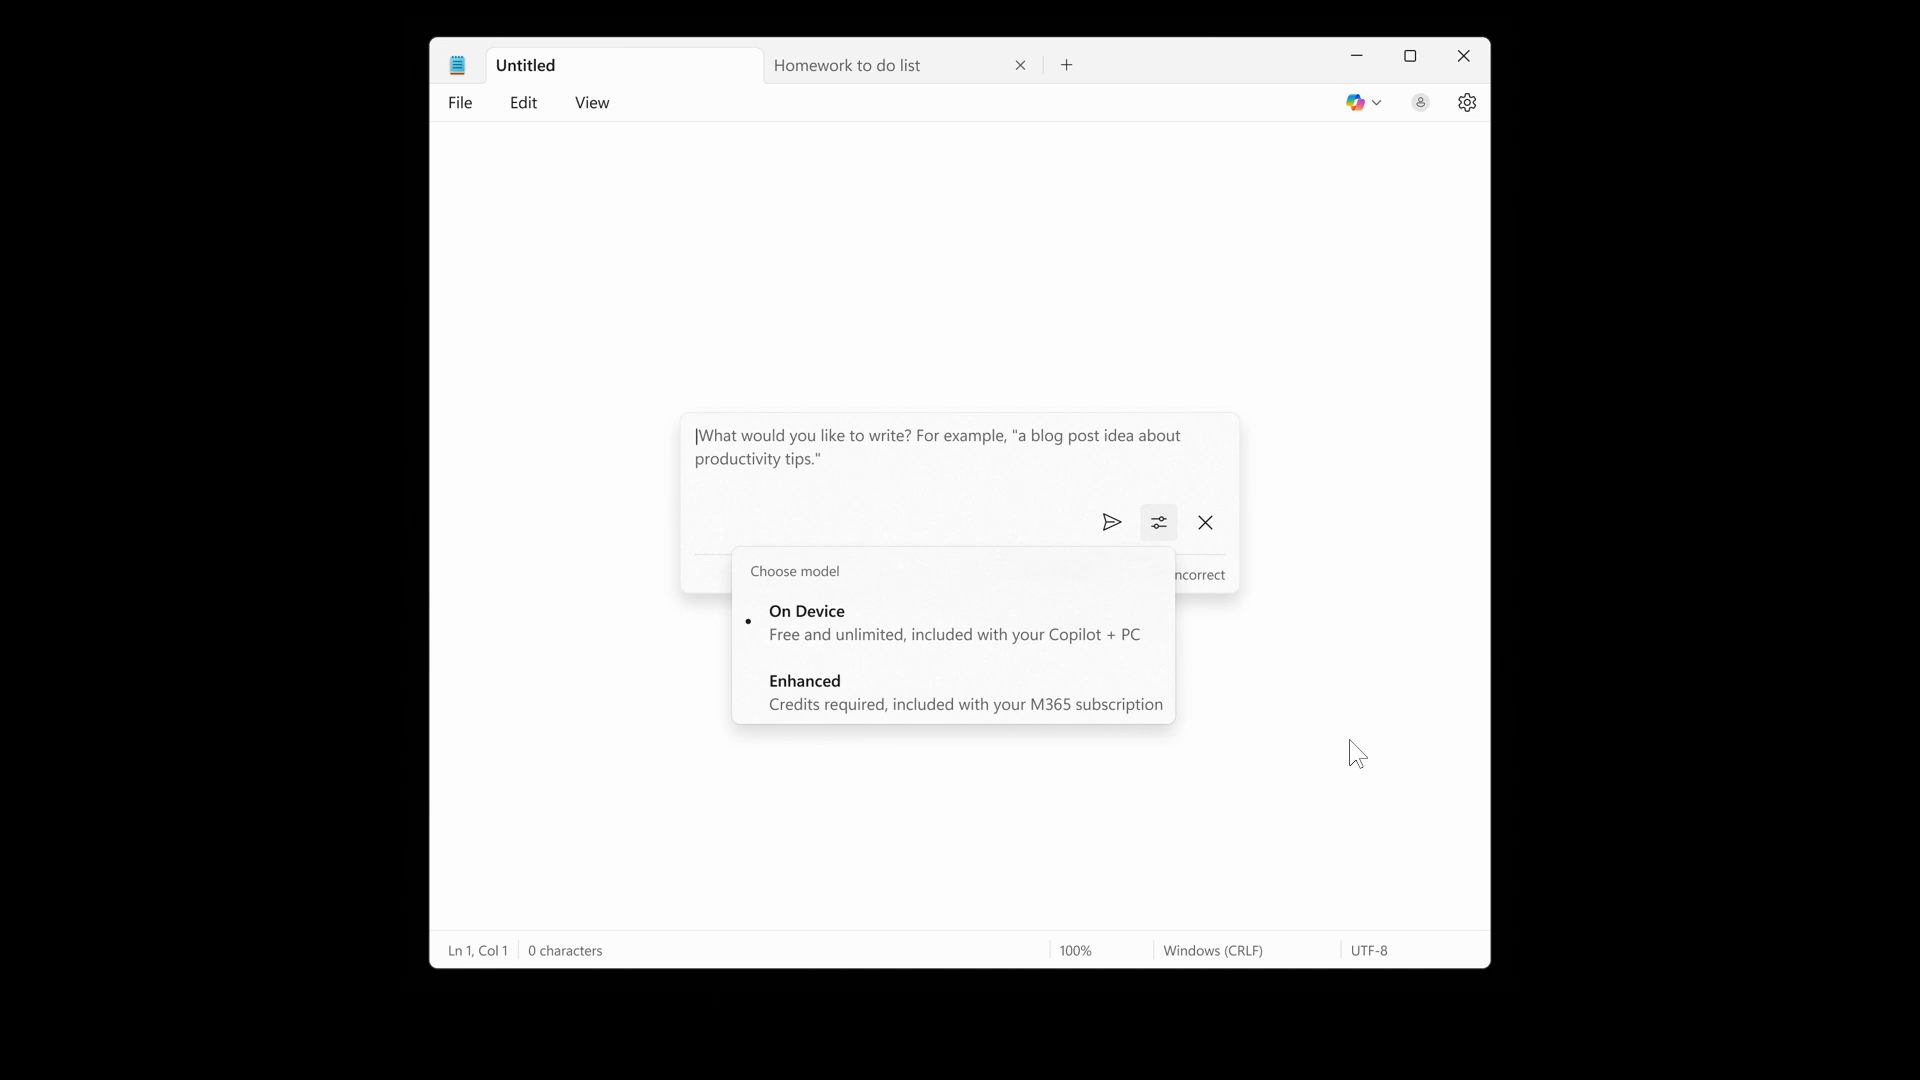 Untitled
Homework to do list
File
Edit
View
What would you like to write? For example, "a blog post idea about
productivity tips."
ncorrect
Choose model
On Device
Free and unlimited, included with your Copilot + PC
Enhanced
Credits required, included with your M365 subscription
Ln 1, Col 1
0 characters
100%
Windows (CRLF)
UTF-8